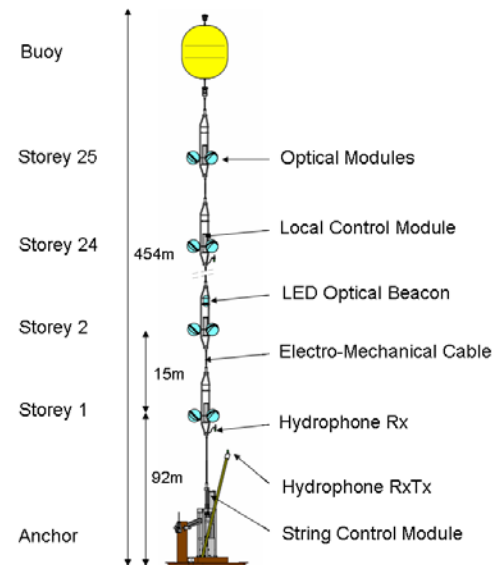 Buoy
Storey 25
Optical Modules
Local Control Module
Storey 24
454m
LED Optical Beacon
Storey 2
Electro-Mechanical Cable
15m
Storey 1
Hydrophone Rx
92m
Hydrophone RxTx
Anchor
String Control Module